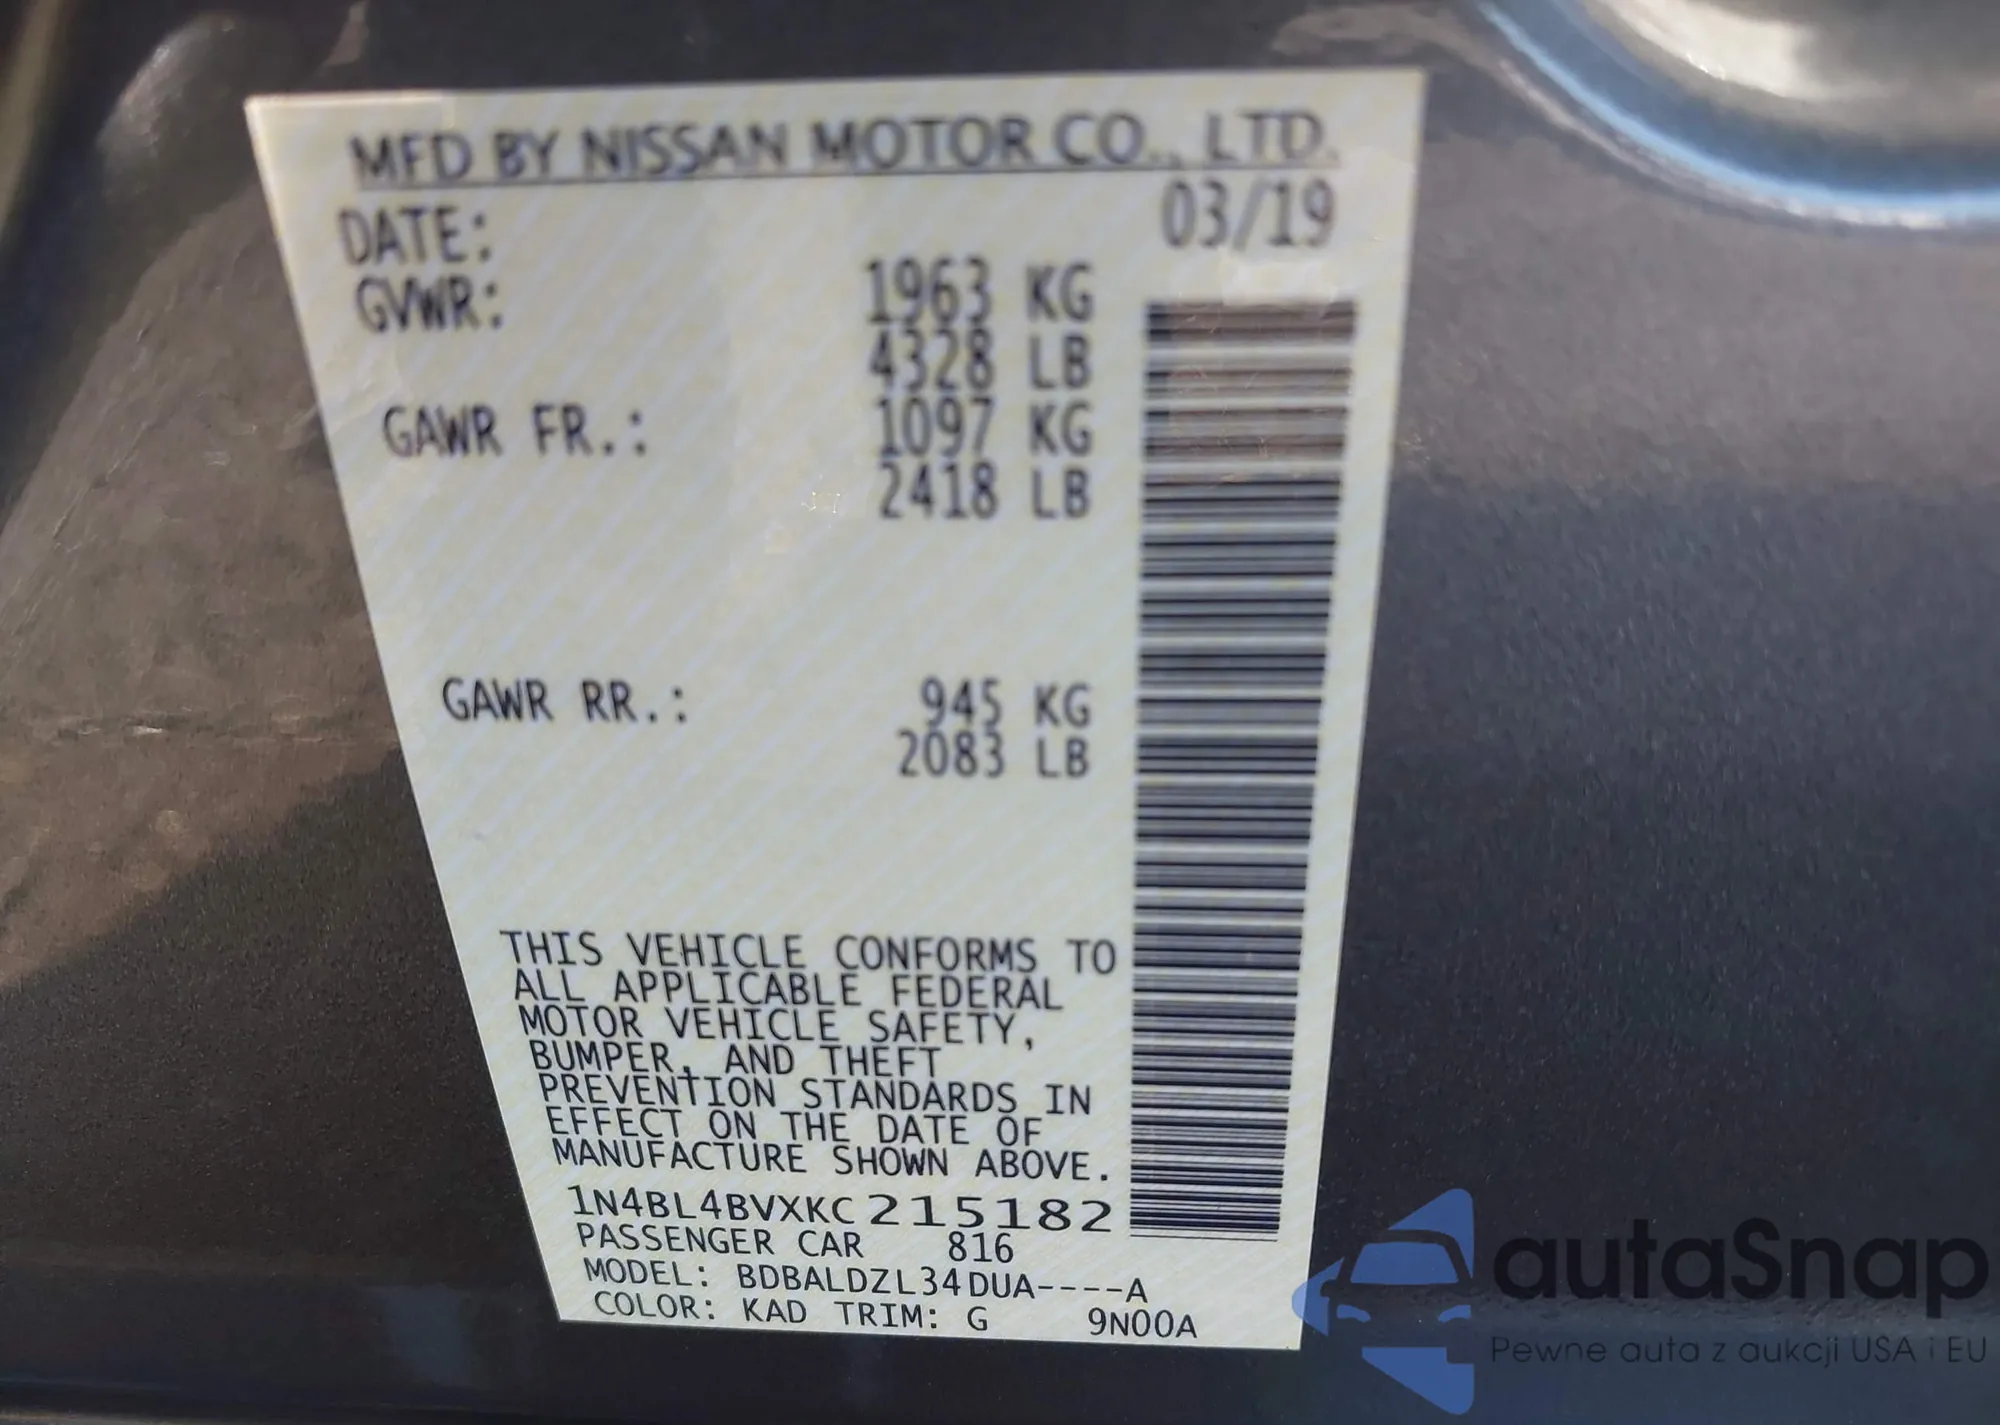 MFD BY NISSAN MOTOR CO., LTD.
DATE: 03/19
GVWR: 1963 KG
4328 LB
GAWR FR.: 1097 KG
2418 LB
GAWR RR.: 945 KG
2083 LB
THIS VEHICLE CONFORMS TO
ALL APPLICABLE FEDERAL
MOTOR VEHICLE SAFETY,
BUMPER, AND THEFT
PREVENTION STANDARDS IN
EFFECT ON THE DATE OF
MANUFACTURE SHOWN ABOVE.
1N4BL4BVXKC215182
PASSENGER CAR 816
MODEL: BDBALDZL34DUA----A
COLOR: KAD TRIM: G 9N00A
autaSnap
Pewne auta z aukcji USA i EU